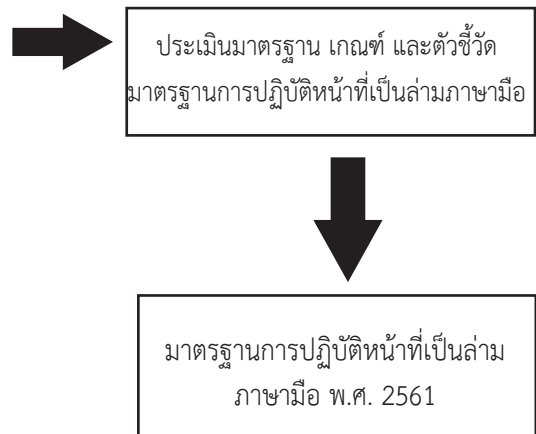 ประเมินมาตรฐาน เกณฑ์ และตัวชี้วัด
มาตรฐานการปฏิบัติหน้าที่เป็นล่ามภาษามือ
มาตรฐานการปฏิบัติหน้าที่เป็นล่าม
ภาษามือ พ.ศ. 2561